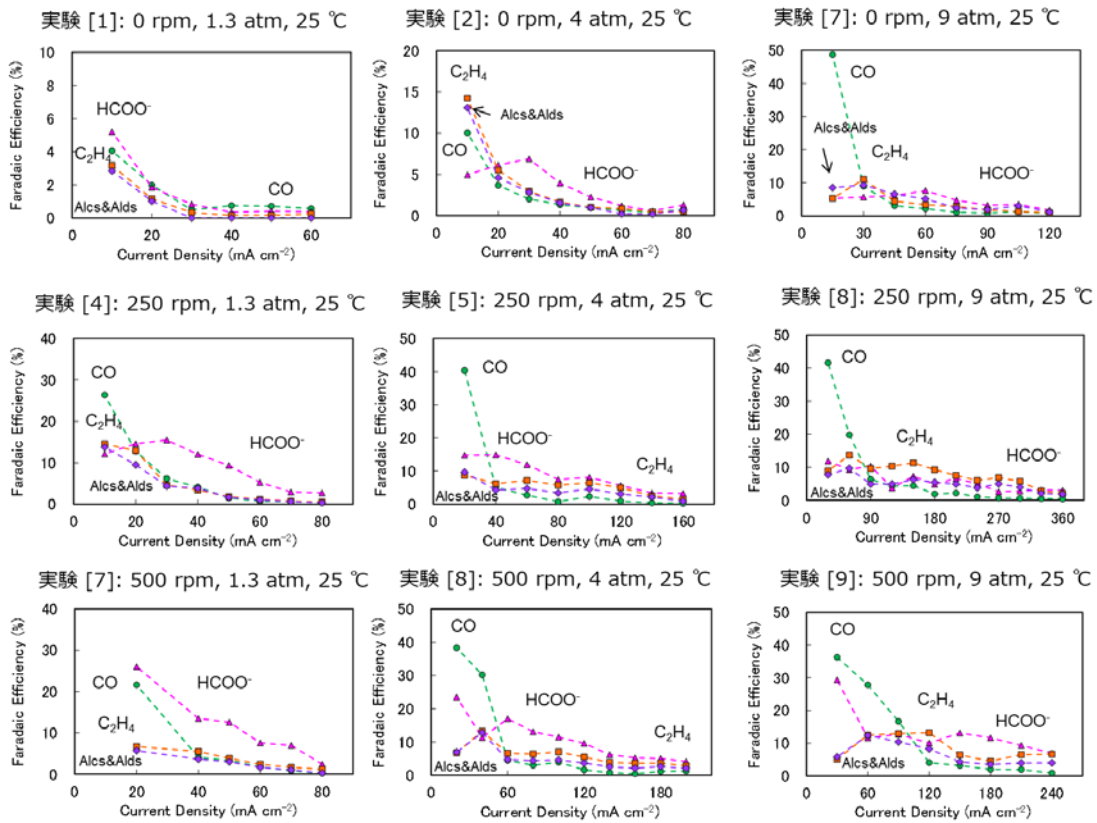 実験 [1]: 0 rpm, 1.3 atm, 25 ℃
Faradaic Efficiency (%)
10
8
6
4
2
0
HCOO⁻
C₂H₄
Alcs&Alds
CO
0 20 40 60
Current Density (mA cm⁻²)
実験 [2]: 0 rpm, 4 atm, 25 ℃
Faradaic Efficiency (%)
20
15
10
5
0
C₂H₄
Alcs&Alds
CO
HCOO⁻
0 20 40 60 80
Current Density (mA cm⁻²)
実験 [7]: 0 rpm, 9 atm, 25 ℃
Faradaic Efficiency (%)
50
40
30
20
10
0
CO
Alcs&Alds
C₂H₄
HCOO⁻
0 30 60 90 120
Current Density (mA cm⁻²)
実験 [4]: 250 rpm, 1.3 atm, 25 ℃
Faradaic Efficiency (%)
40
30
20
10
0
CO
C₂H₄
HCOO⁻
Alcs&Alds
0 20 40 60 80
Current Density (mA cm⁻²)
実験 [5]: 250 rpm, 4 atm, 25 ℃
Faradaic Efficiency (%)
50
40
30
20
10
0
CO
HCOO⁻
C₂H₄
Alcs&Alds
0 40 80 120 160
Current Density (mA cm⁻²)
実験 [8]: 250 rpm, 9 atm, 25 ℃
Faradaic Efficiency (%)
50
40
30
20
10
0
CO
C₂H₄
HCOO⁻
Alcs&Alds
0 90 180 270 360
Current Density (mA cm⁻²)
実験 [7]: 500 rpm, 1.3 atm, 25 ℃
Faradaic Efficiency (%)
40
30
20
10
0
CO
HCOO⁻
C₂H₄
Alcs&Alds
0 20 40 60 80
Current Density (mA cm⁻²)
実験 [8]: 500 rpm, 4 atm, 25 ℃
Faradaic Efficiency (%)
50
40
30
20
10
0
CO
HCOO⁻
C₂H₄
Alcs&Alds
0 60 120 180
Current Density (mA cm⁻²)
実験 [9]: 500 rpm, 9 atm, 25 ℃
Faradaic Efficiency (%)
50
40
30
20
10
0
CO
C₂H₄
HCOO⁻
Alcs&Alds
0 60 120 180 240
Current Density (mA cm⁻²)